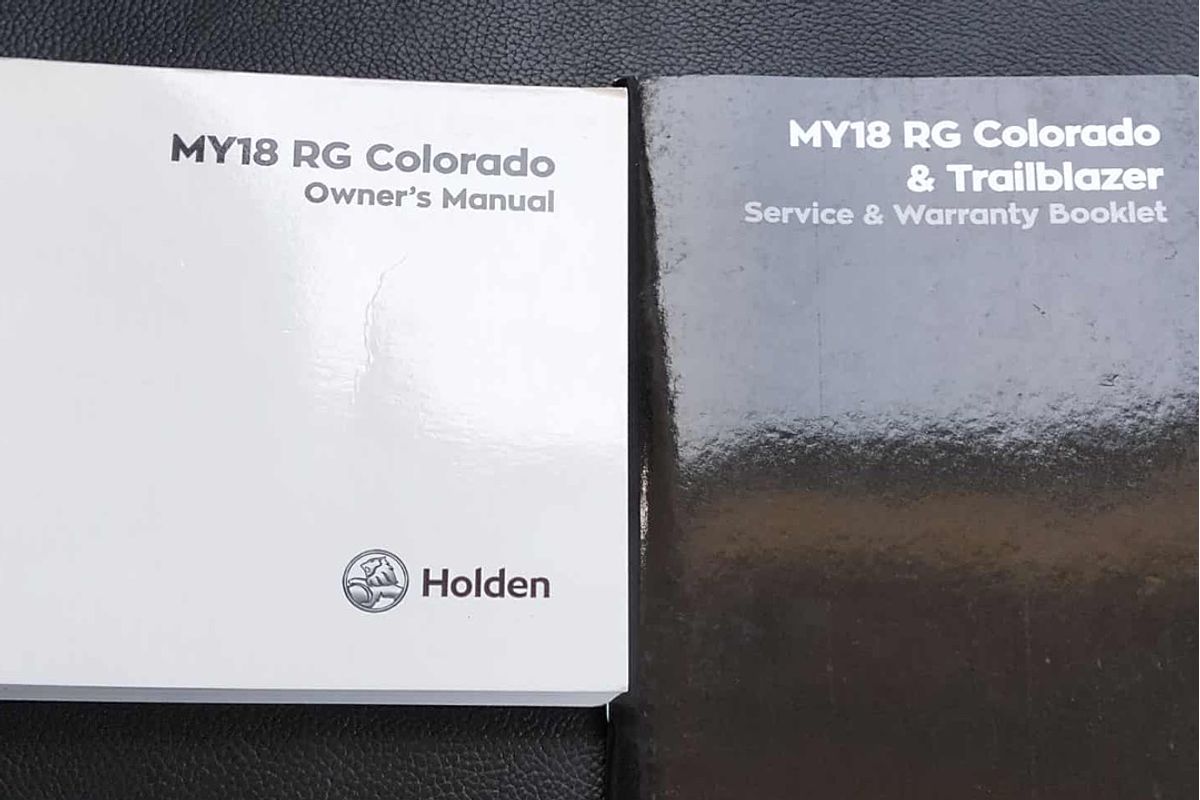 MY18 RG Colorado
Owner's Manual
Holden
MY18 RG Colorado
& Trailblazer
Service & Warranty Booklet